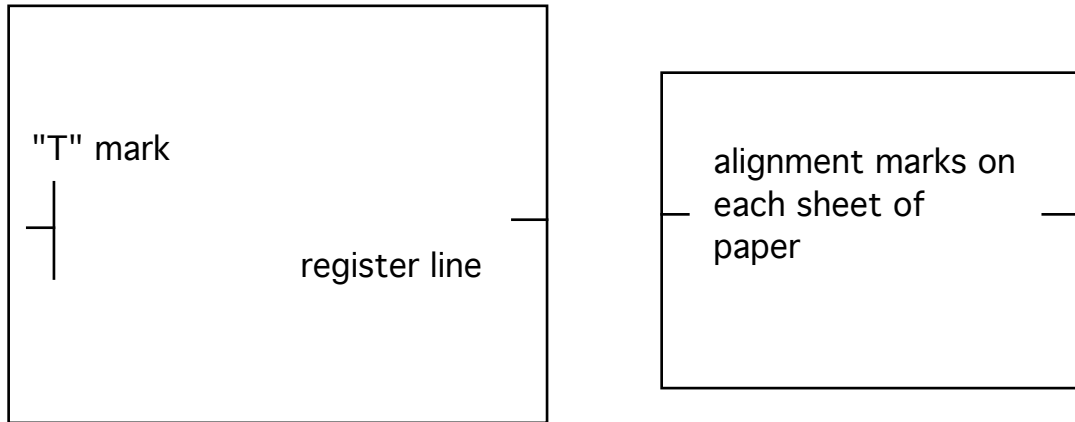 "T" mark
register line
alignment marks on
each sheet of
paper